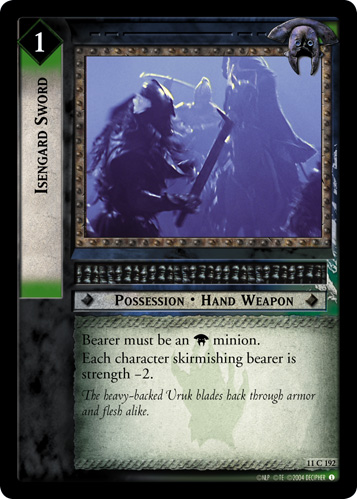 1
Isengard Sword
Possession • Hand Weapon
Bearer must be an minion.
Each character skirmishing bearer is
strength -2.
The heavy-backed Uruk blades hack through armor
and flesh alike.
11 C 192
©NLP ©TE ©2004 DECIPHER